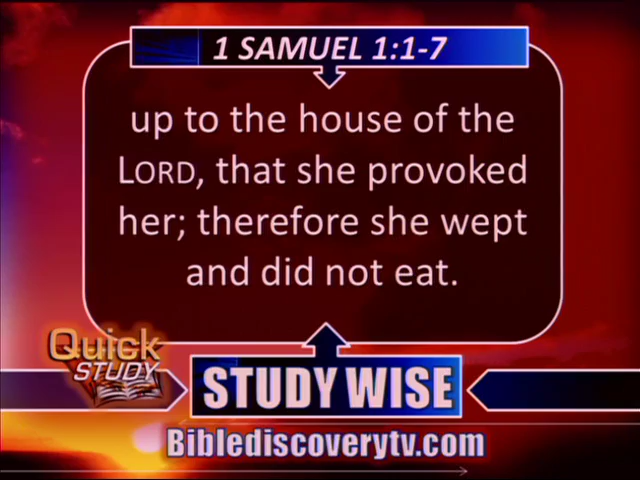 1 SAMUEL 1:1-7
up to the house of the
LORD, that she provoked
her; therefore she wept
and did not eat.
Quick
STUDY
STUDY WISE
Biblediscoverytv.com